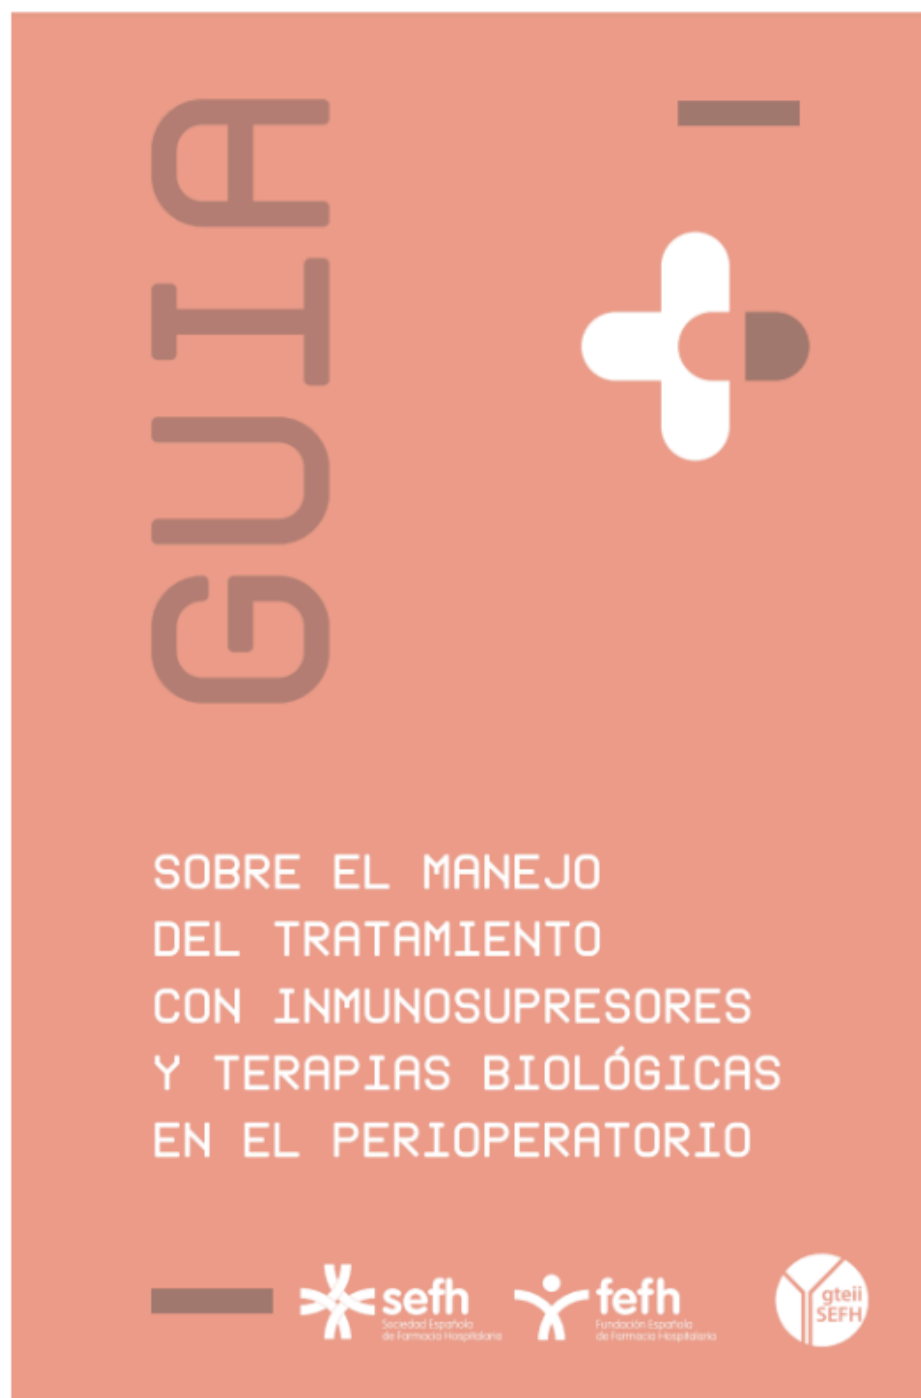 GUIA
SOBRE EL MANEJO
DEL TRATAMIENTO
CON INMUNOSUPRESORES
Y TERAPIAS BIOLÓGICAS
EN EL PERIOPERATORIO
sefh
Sociedad Española
de Farmacia Hospitalaria
fefh
Fundación Española
de Farmacia Hospitalaria
gteii
SEFH